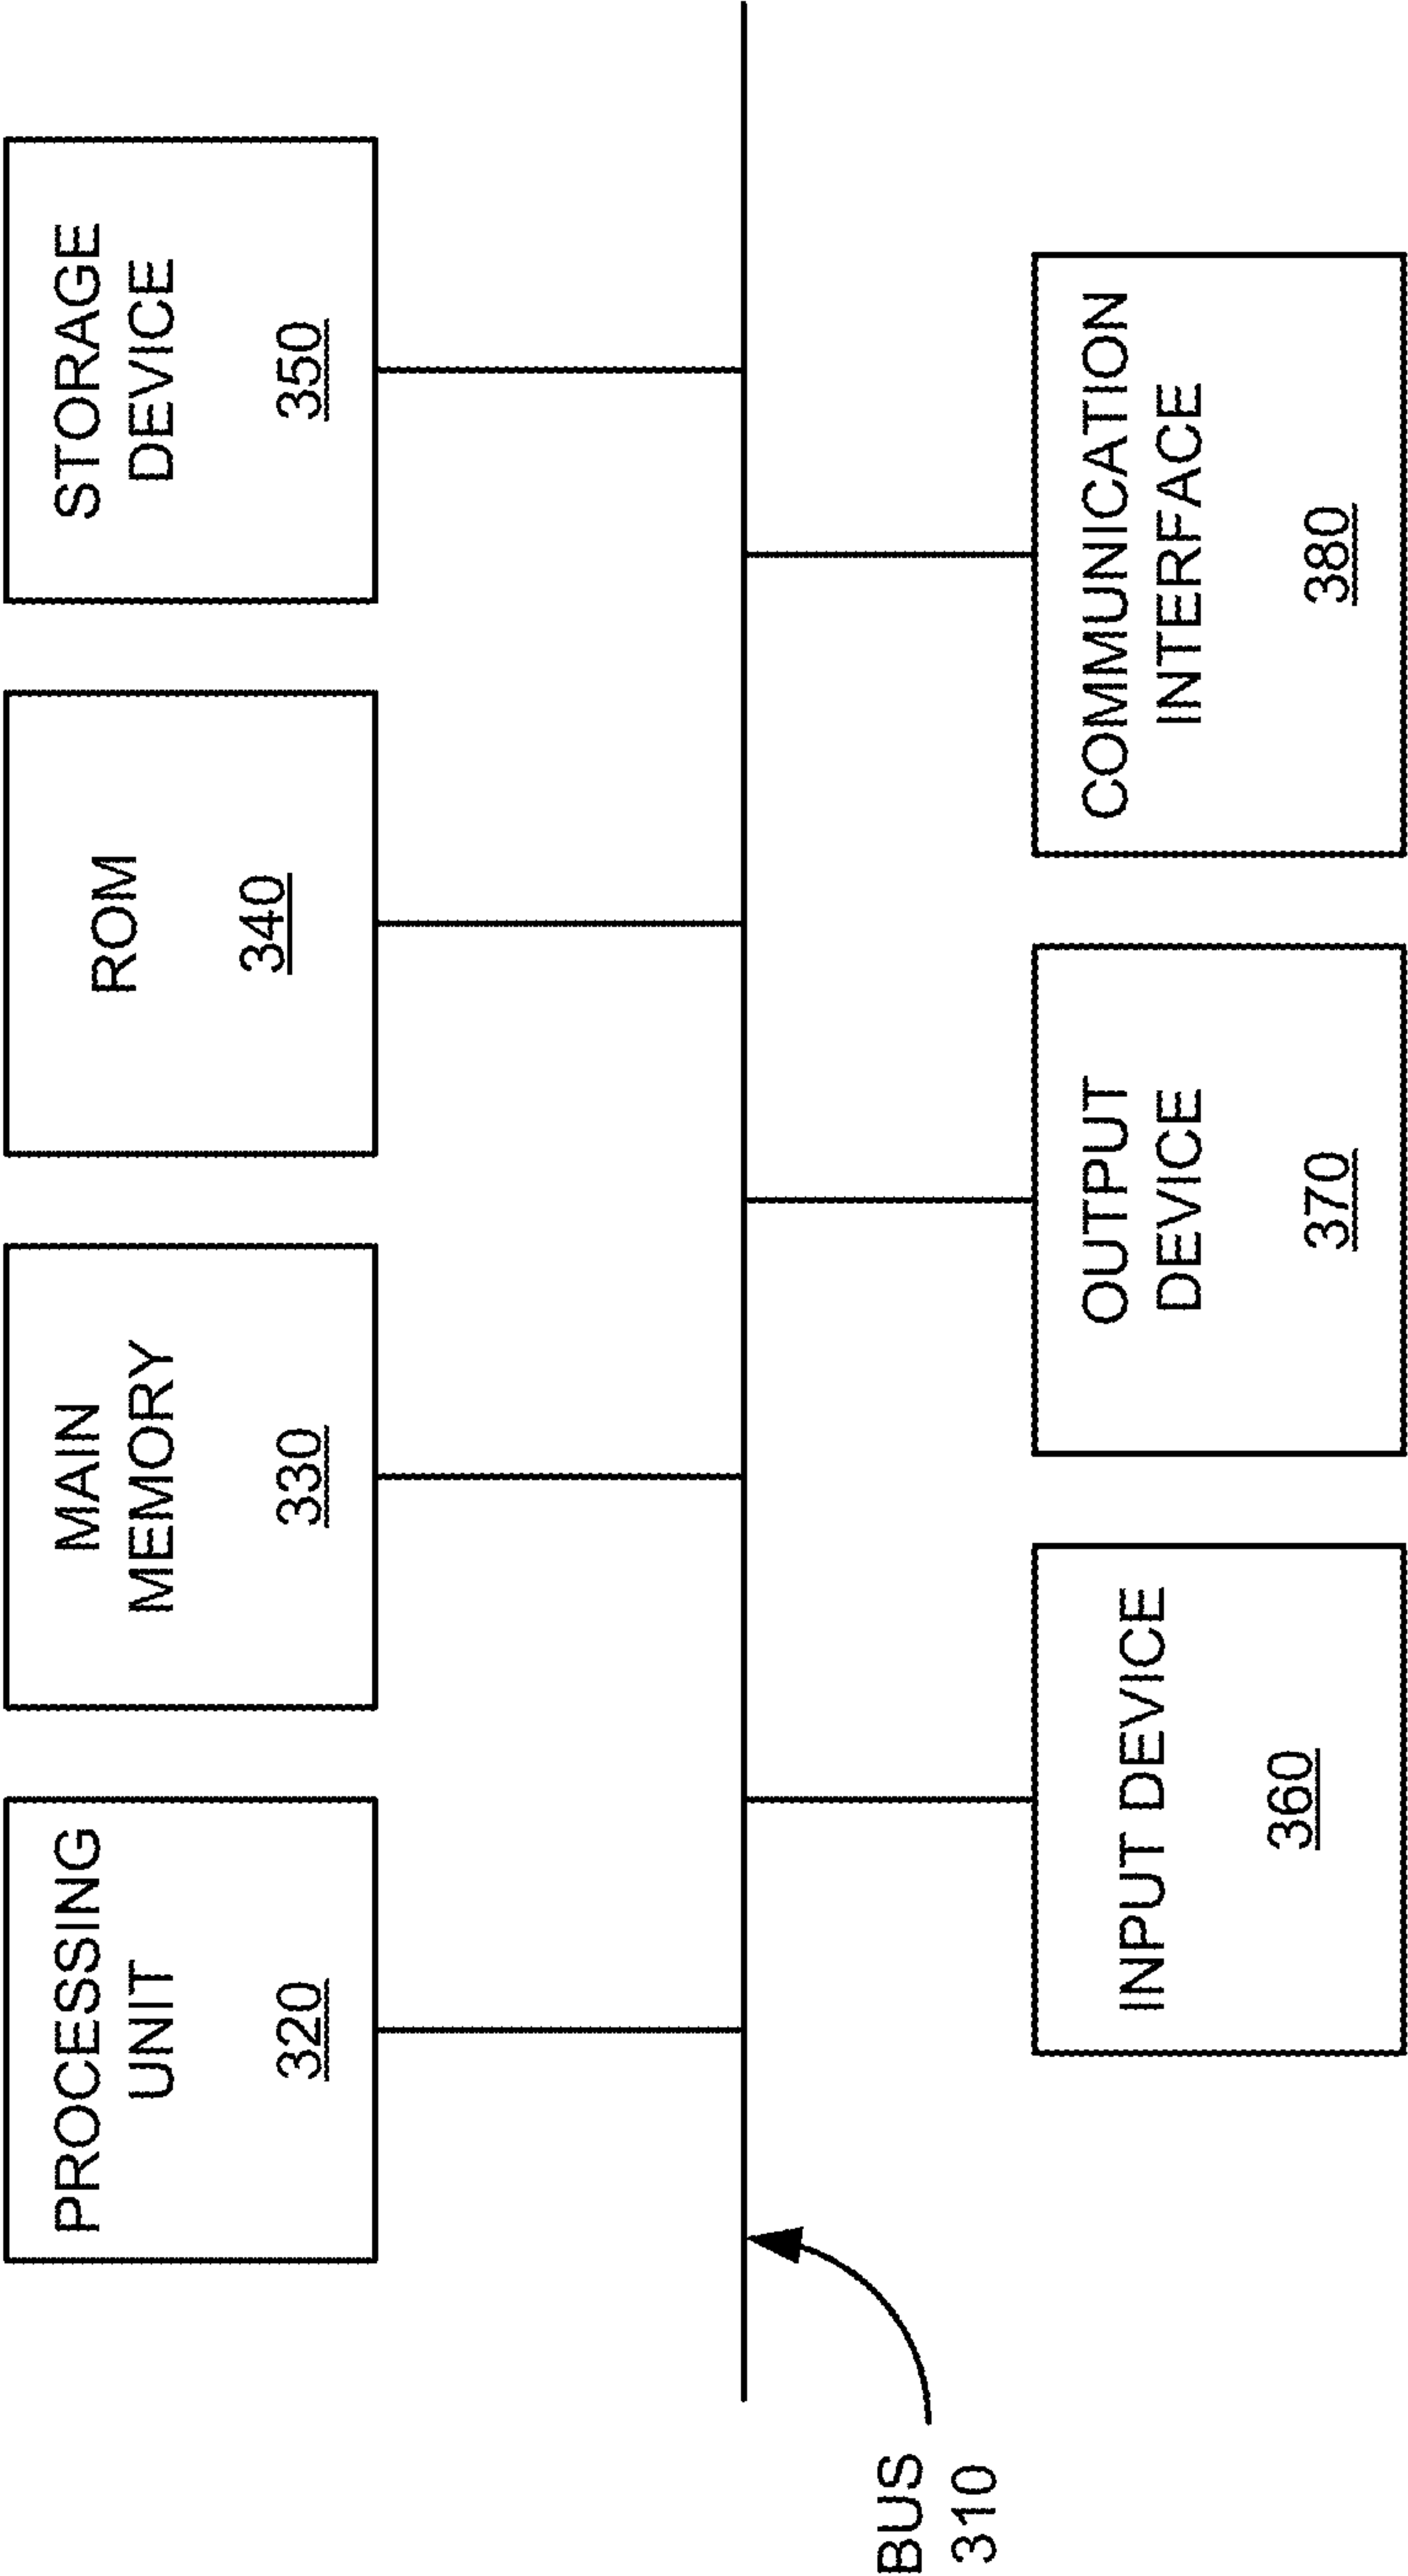 PROCESSING
UNIT
320
MAIN
MEMORY
330
ROM
340
STORAGE
DEVICE
350
BUS
310
INPUT DEVICE
360
OUTPUT
DEVICE
370
COMMUNICATION
INTERFACE
380